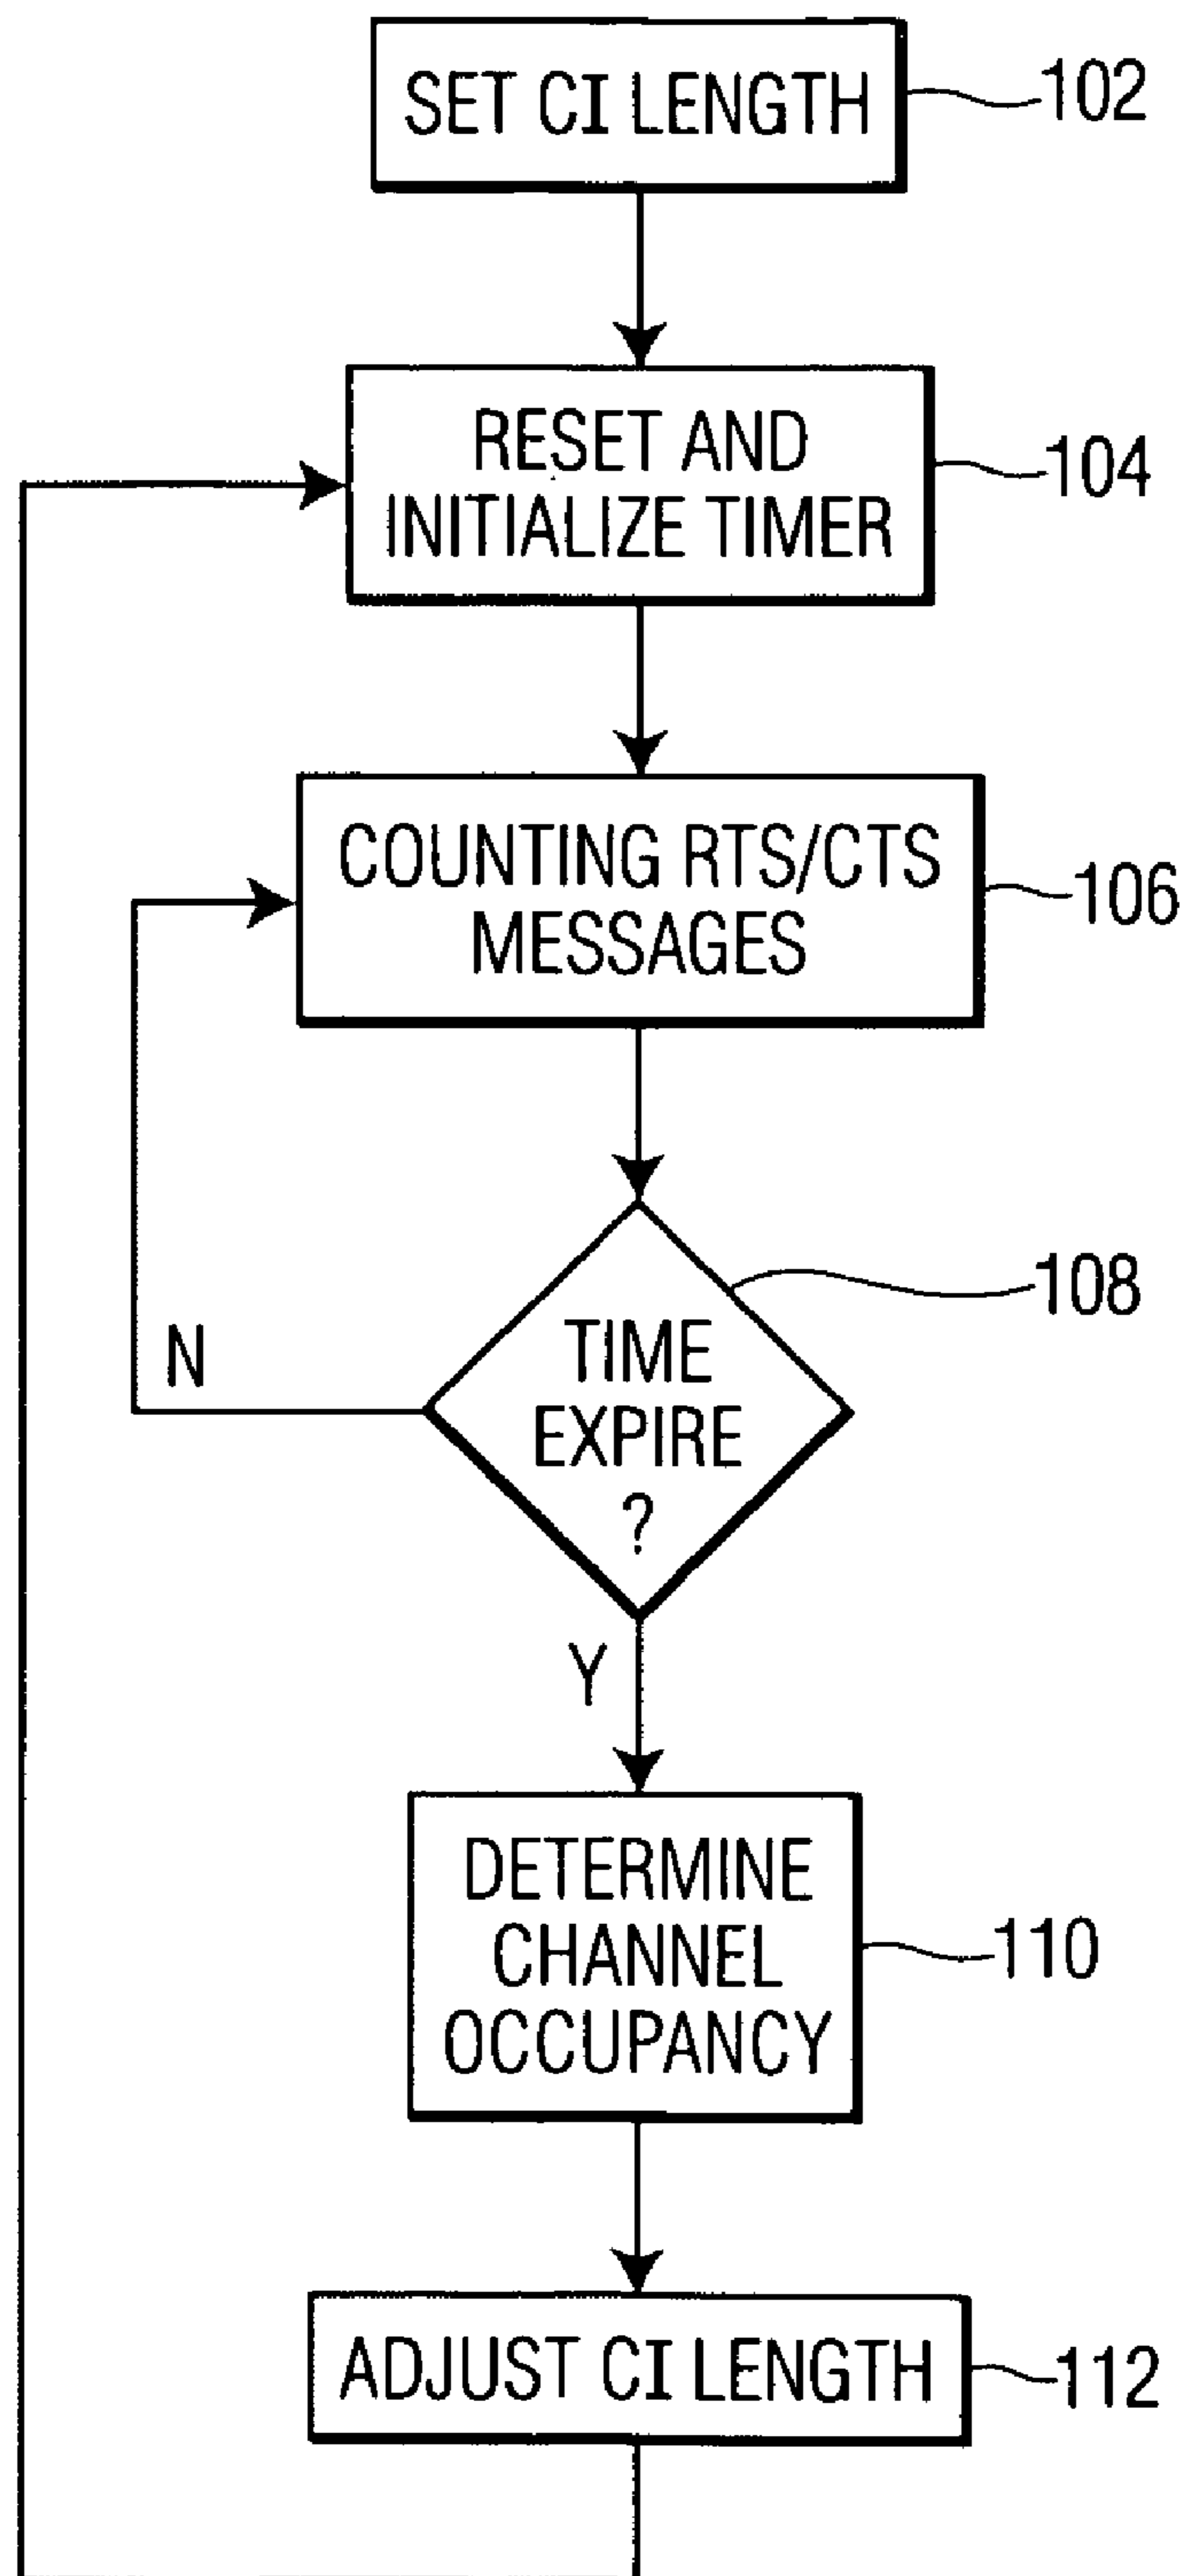 SET CI LENGTH
102
RESET AND
INITIALIZE TIMER
104
COUNTING RTS/CTS
MESSAGES
106
TIME
EXPIRE
?
108
N
Y
DETERMINE
CHANNEL
OCCUPANCY
110
ADJUST CI LENGTH
112